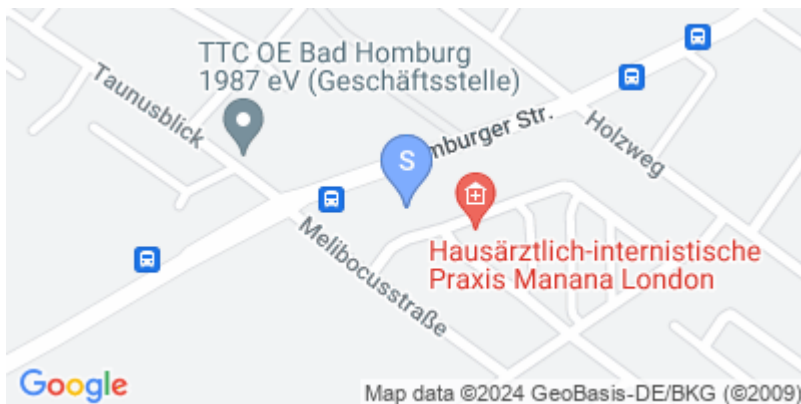 TTC OE Bad Homburg
1987 eV (Geschäftsstelle)
Taunusblick
mburger Str.
Holzweg
S
Melibocusstraße
Hausärztlich-internistische
Praxis Manana London
Google
Map data ©2024 GeoBasis-DE/BKG (©2009)